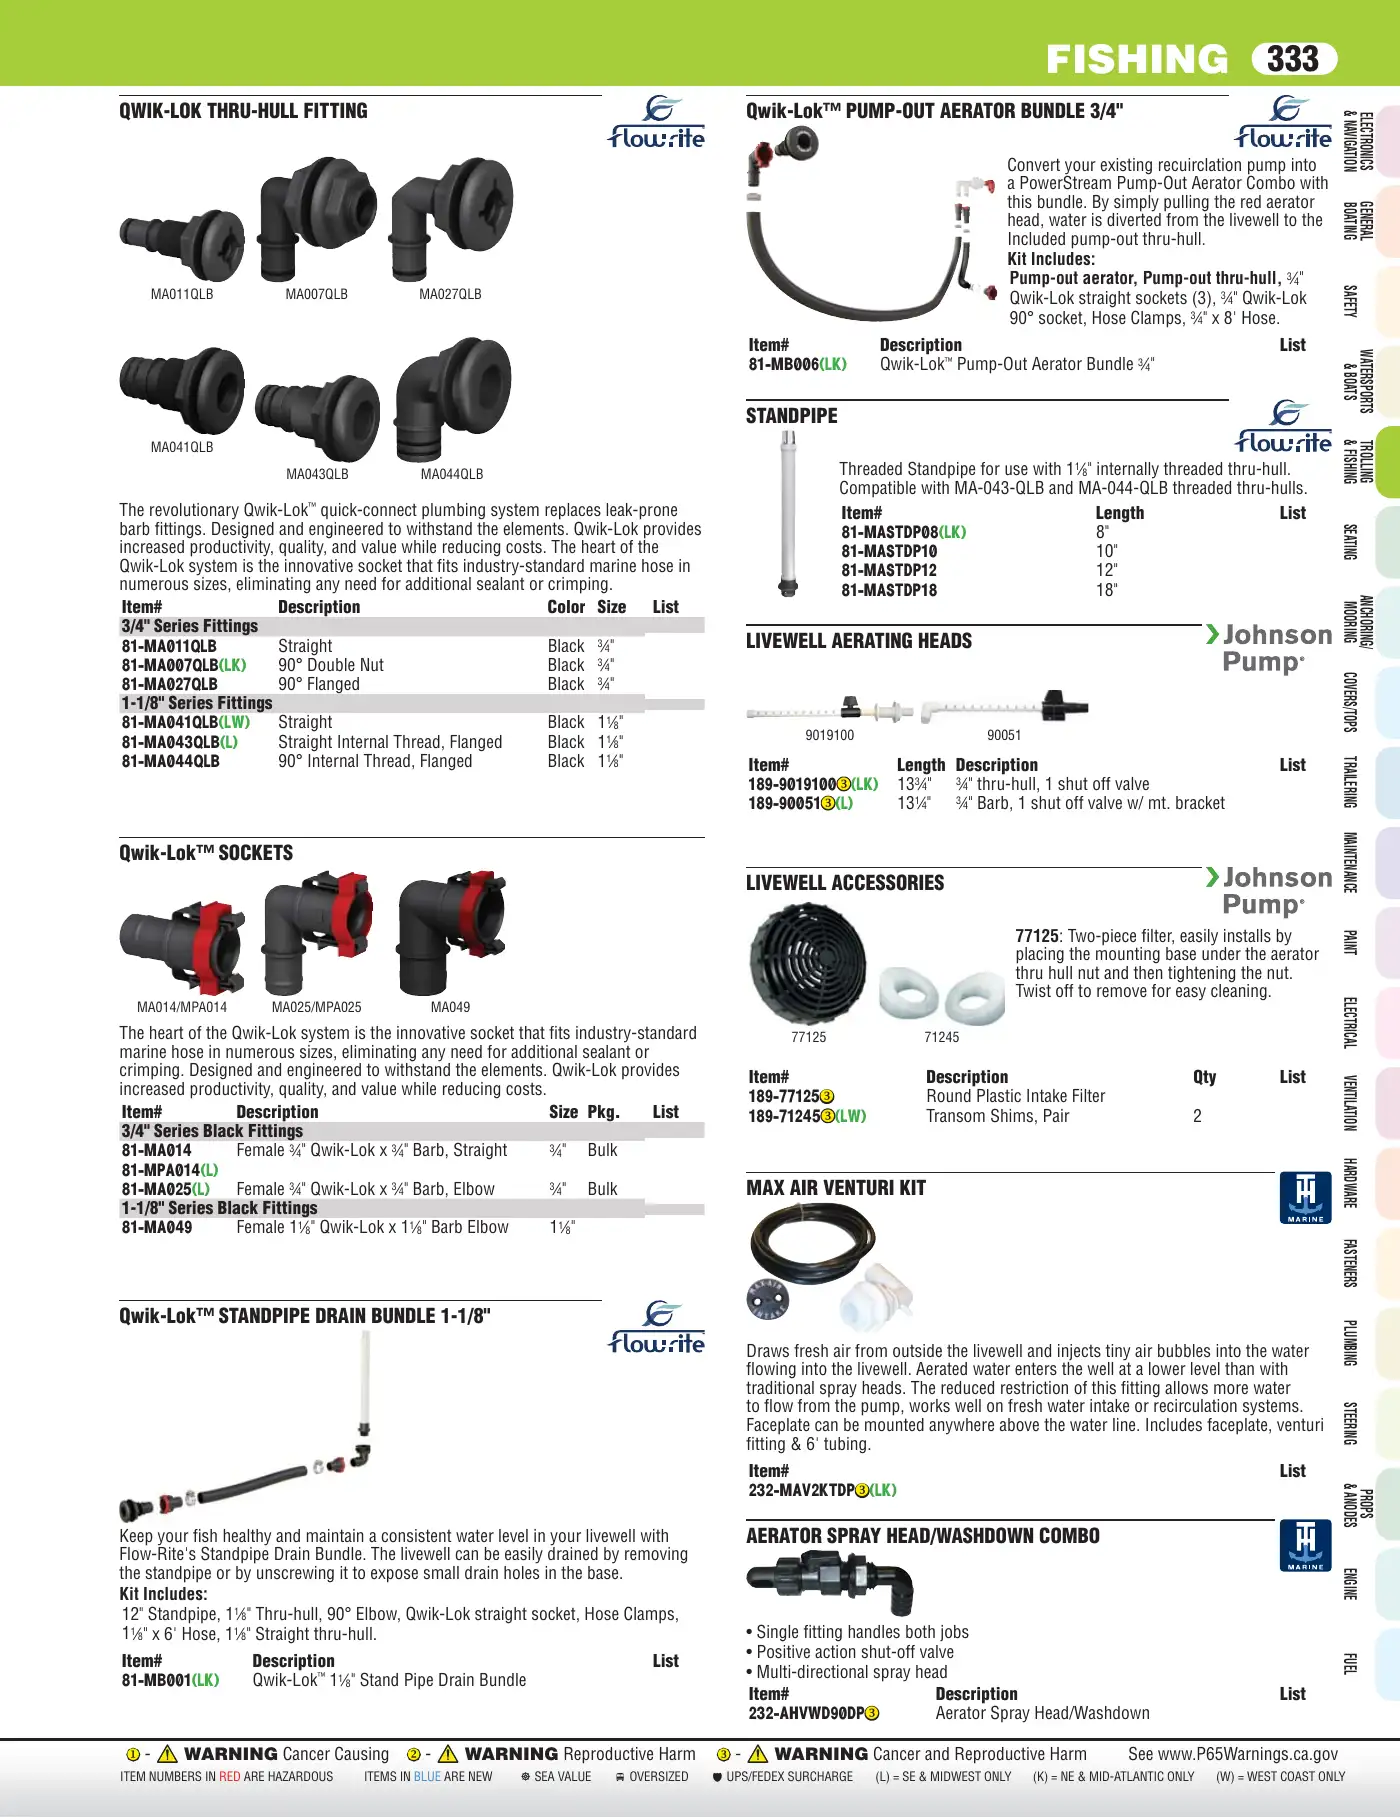 FISHING 333
QWIK-LOK THRU-HULL FITTING
flow-rite
MA011QLB MA007QLB MA027QLB
MA041QLB
MA043QLB MA044QLB
The revolutionary Qwik-Lok™ quick-connect plumbing system replaces leak-prone
barb fittings. Designed and engineered to withstand the elements. Qwik-Lok provides
increased productivity, quality, and value while reducing costs. The heart of the
Qwik-Lok system is the innovative socket that fits industry-standard marine hose in
numerous sizes, eliminating any need for additional sealant or crimping.
Item# Description Color Size List
3/4" Series Fittings
81-MA011QLB Straight Black ¾"
81-MA007QLB(LK) 90° Double Nut Black ¾"
81-MA027QLB 90° Flanged Black ¾"
1-1/8" Series Fittings
81-MA041QLB(LW) Straight Black 1⅛"
81-MA043QLB(L) Straight Internal Thread, Flanged Black 1⅛"
81-MA044QLB 90° Internal Thread, Flanged Black 1⅛"
Qwik-Lok™ SOCKETS
MA014/MPA014 MA025/MPA025 MA049
The heart of the Qwik-Lok system is the innovative socket that fits industry-standard
marine hose in numerous sizes, eliminating any need for additional sealant or
crimping. Designed and engineered to withstand the elements. Qwik-Lok provides
increased productivity, quality, and value while reducing costs.
Item# Description Size Pkg. List
3/4" Series Black Fittings
81-MA014 Female ¾" Qwik-Lok x ¾" Barb, Straight ¾" Bulk
81-MPA014(L)
81-MA025(L) Female ¾" Qwik-Lok x ¾" Barb, Elbow ¾" Bulk
1-1/8" Series Black Fittings
81-MA049 Female 1⅛" Qwik-Lok x 1⅛" Barb Elbow 1⅛"
Qwik-Lok™ STANDPIPE DRAIN BUNDLE 1-1/8"
flow-rite
Keep your fish healthy and maintain a consistent water level in your livewell with
Flow-Rite's Standpipe Drain Bundle. The livewell can be easily drained by removing
the standpipe or by unscrewing it to expose small drain holes in the base.
Kit Includes:
12" Standpipe, 1⅛" Thru-hull, 90° Elbow, Qwik-Lok straight socket, Hose Clamps,
1⅛" x 6' Hose, 1⅛" Straight thru-hull.
Item# Description List
81-MB001(LK) Qwik-Lok™ 1⅛" Stand Pipe Drain Bundle
Qwik-Lok™ PUMP-OUT AERATOR BUNDLE 3/4"
flow-rite
Convert your existing recuirclation pump into
a PowerStream Pump-Out Aerator Combo with
this bundle. By simply pulling the red aerator
head, water is diverted from the livewell to the
Included pump-out thru-hull.
Kit Includes:
Pump-out aerator, Pump-out thru-hull, ¾"
Qwik-Lok straight sockets (3), ¾" Qwik-Lok
90° socket, Hose Clamps, ¾" x 8' Hose.
Item# Description List
81-MB006(LK) Qwik-Lok™ Pump-Out Aerator Bundle ¾"
STANDPIPE
flow-rite
Threaded Standpipe for use with 1⅛" internally threaded thru-hull.
Compatible with MA-043-QLB and MA-044-QLB threaded thru-hulls.
Item# Length List
81-MASTDP08(LK) 8"
81-MASTDP10 10"
81-MASTDP12 12"
81-MASTDP18 18"
LIVEWELL AERATING HEADS
Johnson
Pump
9019100 90051
Item# Length Description List
189-9019100 3 (LK) 13¾" ¾" thru-hull, 1 shut off valve
189-90051 3 (L) 13¼" ¾" Barb, 1 shut off valve w/ mt. bracket
LIVEWELL ACCESSORIES
Johnson
Pump
77125: Two-piece filter, easily installs by
placing the mounting base under the aerator
thru hull nut and then tightening the nut.
Twist off to remove for easy cleaning.
77125 71245
Item# Description Qty List
189-77125 3 Round Plastic Intake Filter
189-71245 3 (LW) Transom Shims, Pair 2
MAX AIR VENTURI KIT
TH
MARINE
MAX-AIR
INTAKE
Draws fresh air from outside the livewell and injects tiny air bubbles into the water
flowing into the livewell. Aerated water enters the well at a lower level than with
traditional spray heads. The reduced restriction of this fitting allows more water
to flow from the pump, works well on fresh water intake or recirculation systems.
Faceplate can be mounted anywhere above the water line. Includes faceplate, venturi
fitting & 6' tubing.
Item# List
232-MAV2KTDP 3 (LK)
AERATOR SPRAY HEAD/WASHDOWN COMBO
TH
MARINE
• Single fitting handles both jobs
• Positive action shut-off valve
• Multi-directional spray head
Item# Description List
232-AHVWD90DP 3 Aerator Spray Head/Washdown
ELECTRONICS
& NAVIGATION
GENERAL
BOATING
SAFETY
WATERSPORTS
& BOATS
TROLLING
& FISHING
SEATING
ANCHORING/
MOORING
COVERS/TOPS
TRAILERING
MAINTENANCE
PAINT
ELECTRICAL
VENTILATION
HARDWARE
FASTENERS
PLUMBING
STEERING
PROPS
& ANODES
ENGINE
FUEL
1 - ! WARNING Cancer Causing 2 - ! WARNING Reproductive Harm 3 - ! WARNING Cancer and Reproductive Harm See www.P65Warnings.ca.gov
ITEM NUMBERS IN RED ARE HAZARDOUS ITEMS IN BLUE ARE NEW SEA VALUE OVERSIZED UPS/FEDEX SURCHARGE (L) = SE & MIDWEST ONLY (K) = NE & MID-ATLANTIC ONLY (W) = WEST COAST ONLY